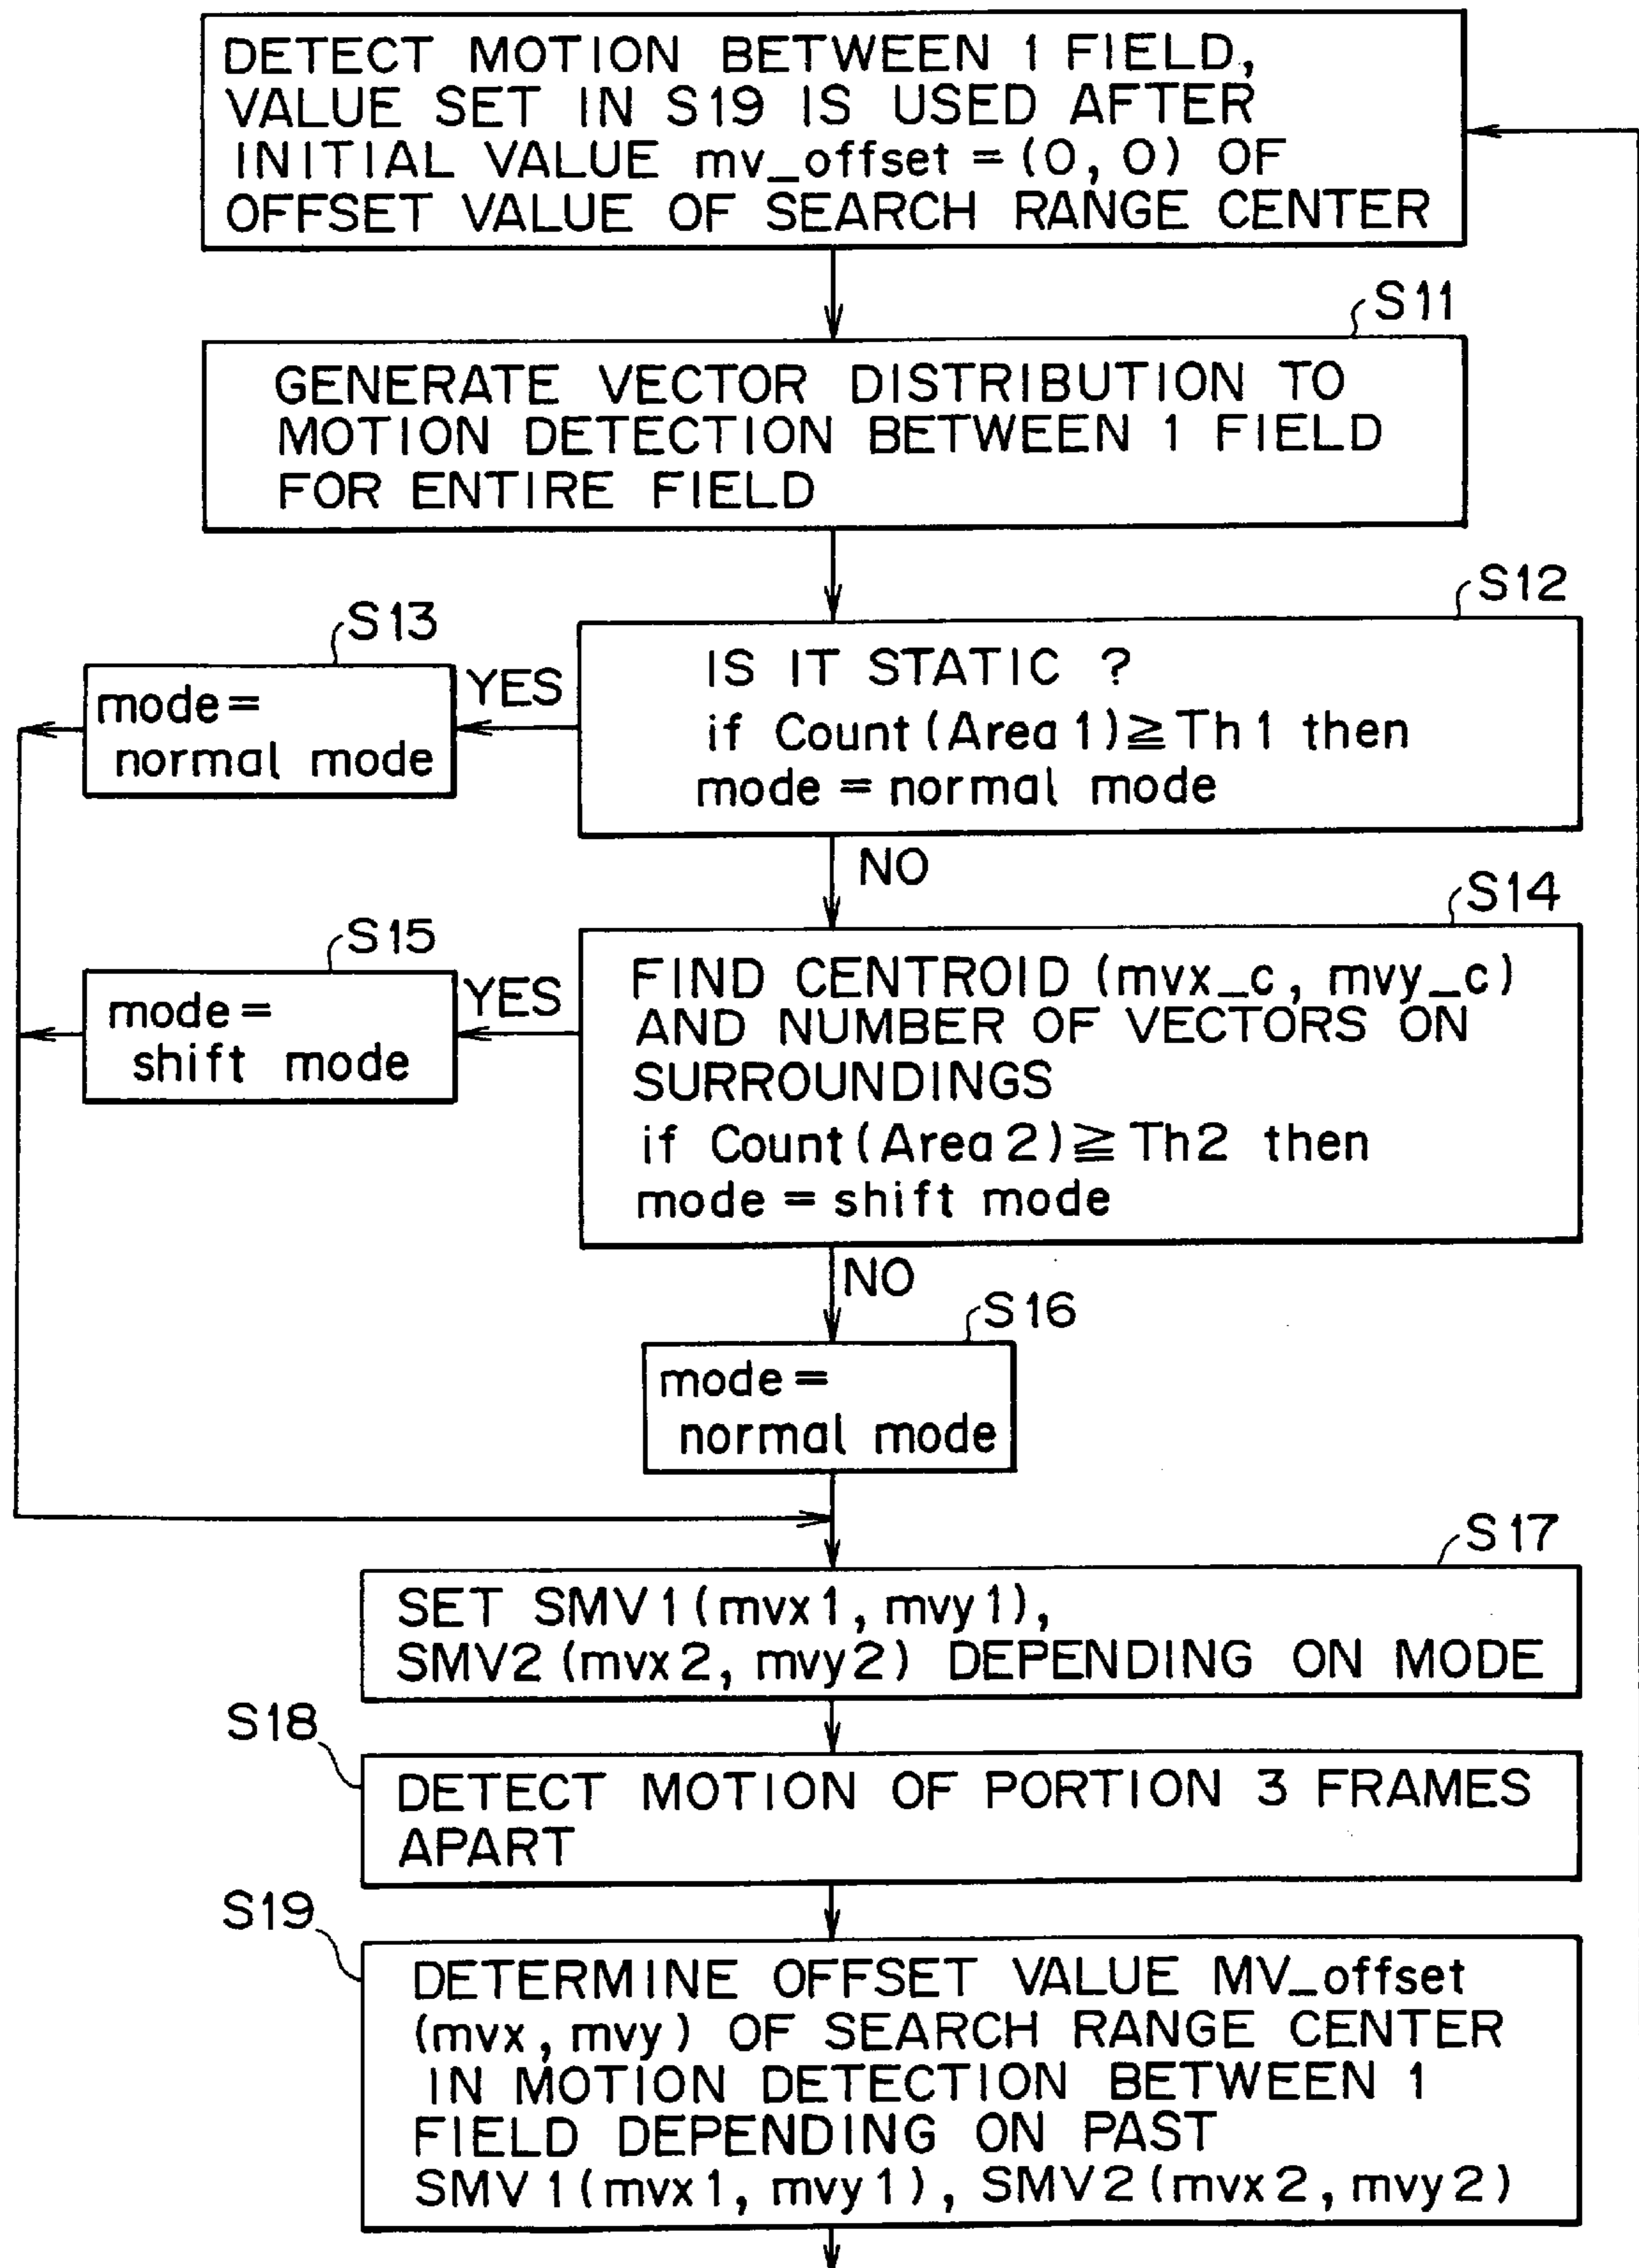 DETECT MOTION BETWEEN 1 FIELD,
VALUE SET IN S19 IS USED AFTER
INITIAL VALUE mv_offset = (0, 0) OF
OFFSET VALUE OF SEARCH RANGE CENTER
S11
GENERATE VECTOR DISTRIBUTION TO
MOTION DETECTION BETWEEN 1 FIELD
FOR ENTIRE FIELD
S12
IS IT STATIC ?
if Count (Area 1) ≧ Th 1 then
mode = normal mode
S13
YES
mode =
normal mode
NO
S14
FIND CENTROID (mvx_c, mvy_c)
AND NUMBER OF VECTORS ON
SURROUNDINGS
if Count (Area 2) ≧ Th2 then
mode = shift mode
S15
YES
mode =
shift mode
NO
S16
mode =
normal mode
S17
SET SMV1 (mvx1, mvy1),
SMV2 (mvx2, mvy2) DEPENDING ON MODE
S18
DETECT MOTION OF PORTION 3 FRAMES
APART
S19
DETERMINE OFFSET VALUE MV_offset
(mvx, mvy) OF SEARCH RANGE CENTER
IN MOTION DETECTION BETWEEN 1
FIELD DEPENDING ON PAST
SMV1 (mvx1, mvy1), SMV2 (mvx2, mvy2)